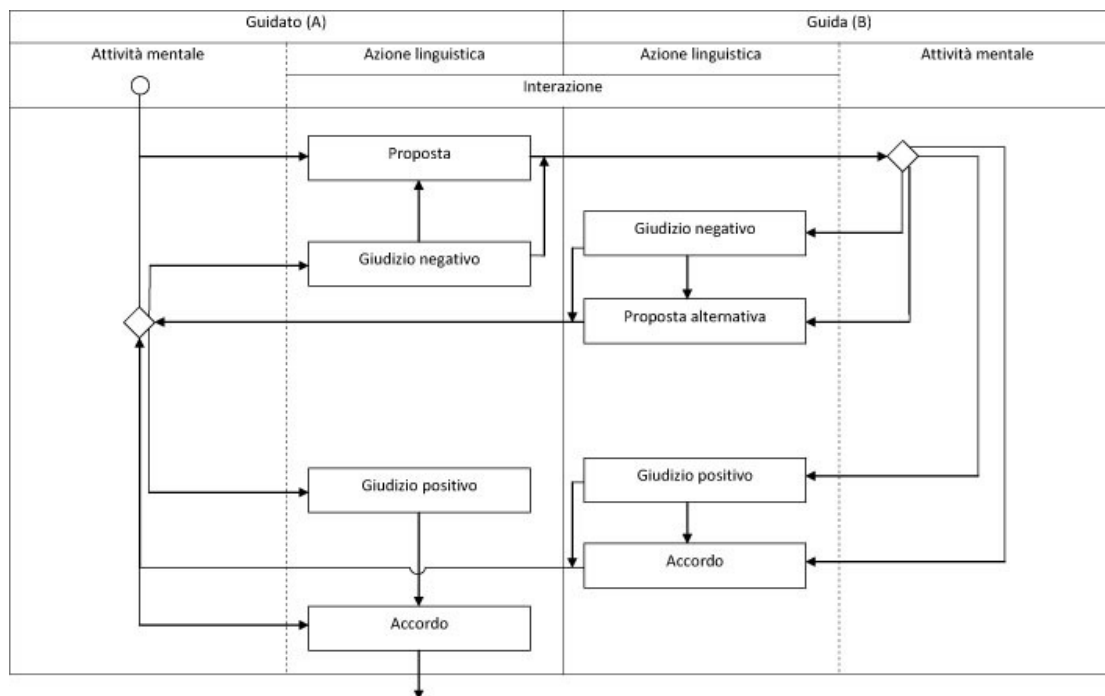 Guidato (A)
Guida (B)
Attività mentale
Azione linguistica
Azione linguistica
Attività mentale
Interazione
Proposta
Giudizio negativo
Giudizio negativo
Proposta alternativa
Giudizio positivo
Giudizio positivo
Accordo
Accordo